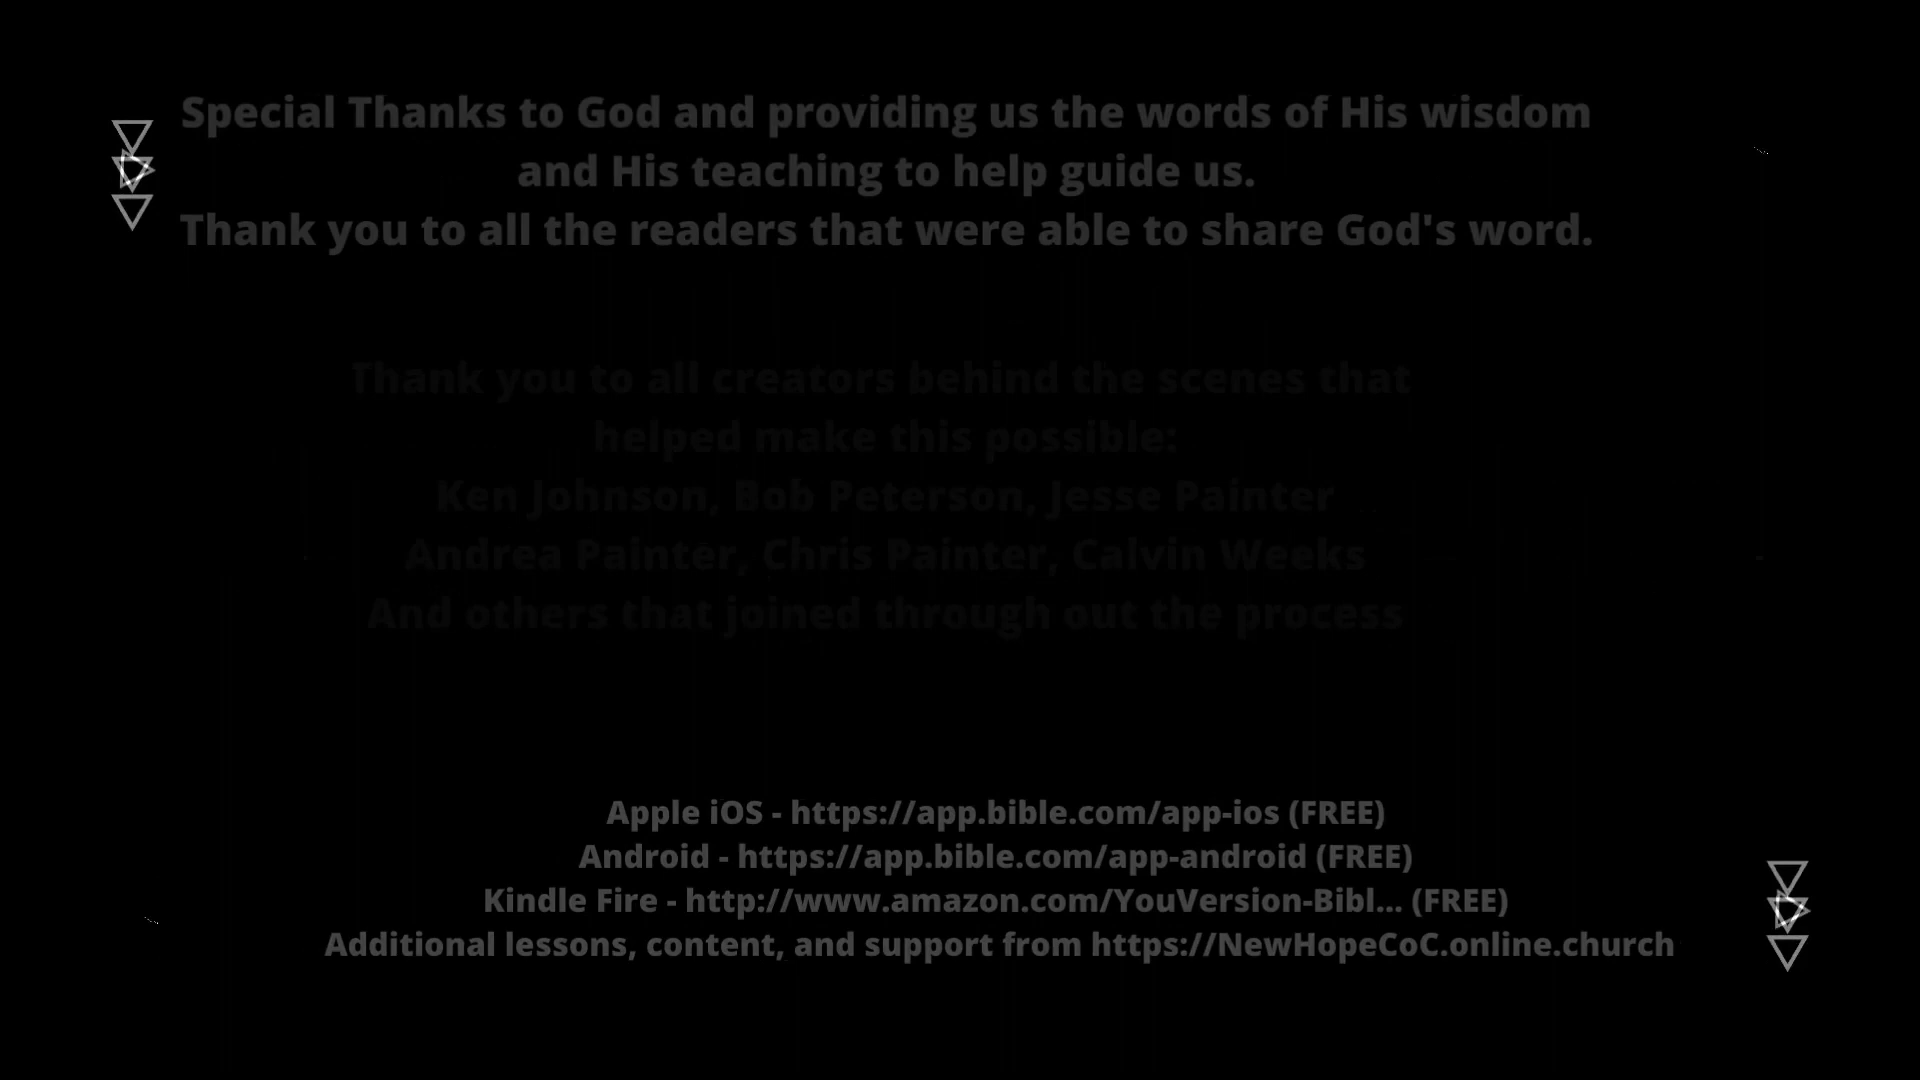 Special Thanks to God and providing us the words of His wisdom
and His teaching to help guide us.
Thank you to all the readers that were able to share God's word.
Thank you to all creators behind the scenes that
helped make this possible:
Ken Johnson, Bob Peterson, Jesse Painter
Andrea Painter, Chris Painter, Calvin Weeks
And others that joined through out the process
Apple iOS - https://app.bible.com/app-ios (FREE)
Android - https://app.bible.com/app-android (FREE)
Kindle Fire - http://www.amazon.com/YouVersion-Bibl... (FREE)
Additional lessons, content, and support from https://NewHopeCoC.online.church